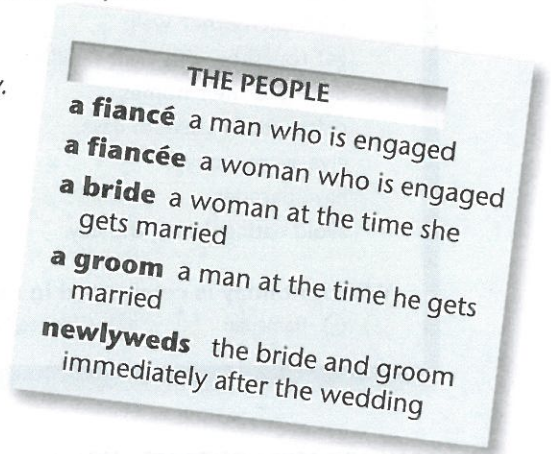 THE PEOPLE
a fiancé a man who is engaged
a fiancée a woman who is engaged
a bride a woman at the time she
gets married
a groom a man at the time he gets
married
newlyweds the bride and groom
immediately after the wedding